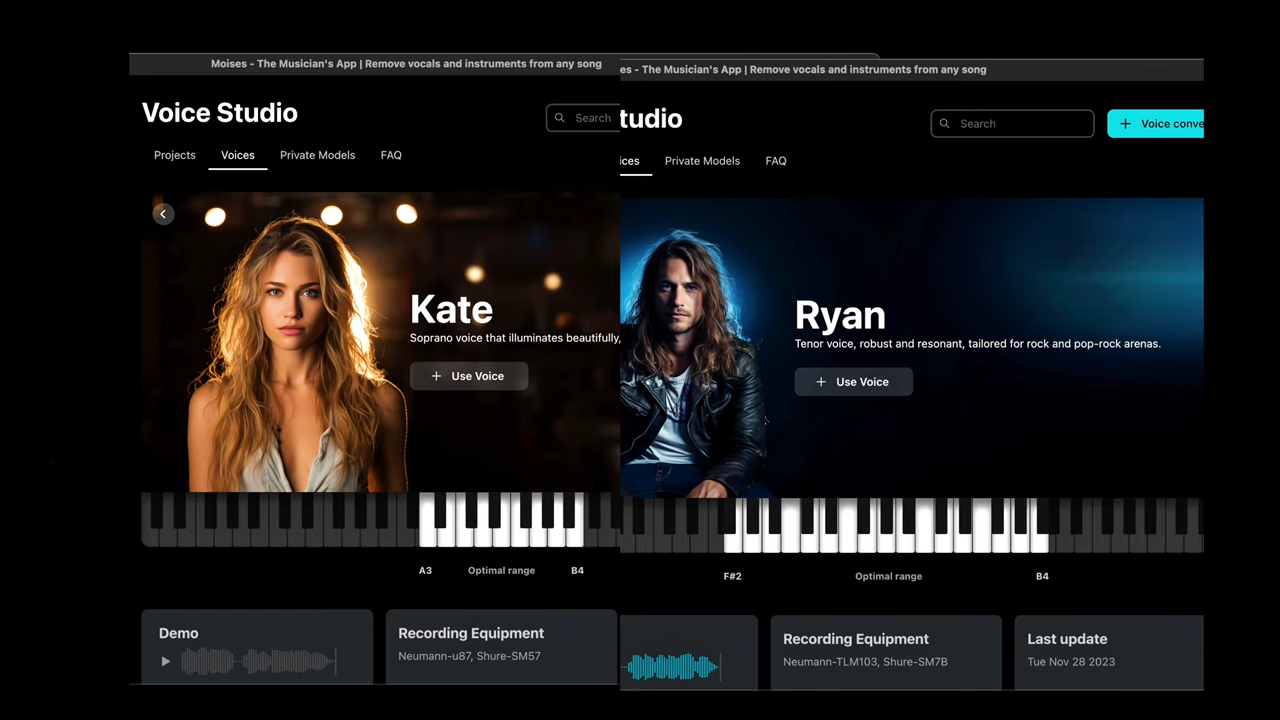 Moises - The Musician's App | Remove vocals and instruments from any song
Voice Studio
Search
Projects Voices Private Models FAQ
Kate
Soprano voice that illuminates beautifully,
+ Use Voice
A3 Optimal range B4
Demo
Recording Equipment
Neumann-u87, Shure-SM57
es - The Musician's App | Remove vocals and instruments from any song
tudio
Search
+ Voice conve
ices Private Models FAQ
Ryan
Tenor voice, robust and resonant, tailored for rock and pop-rock arenas.
+ Use Voice
F#2 Optimal range B4
Recording Equipment
Neumann-TLM103, Shure-SM7B
Last update
Tue Nov 28 2023